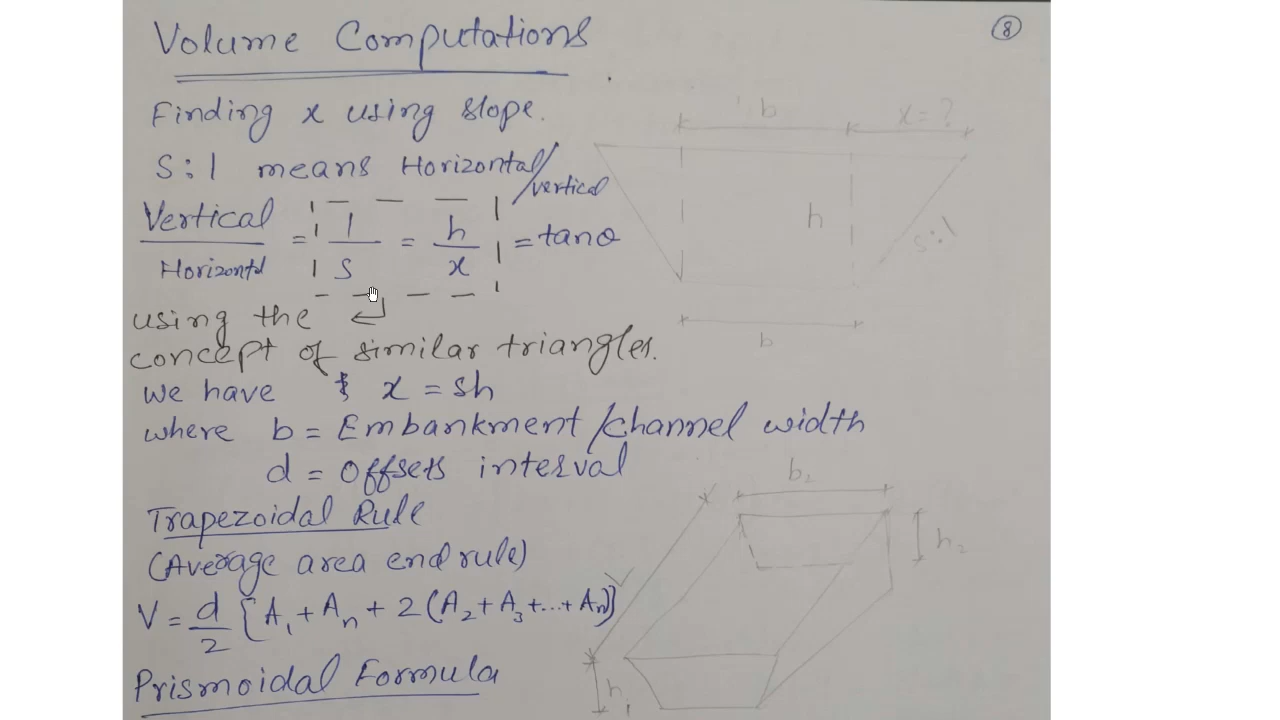 Volume Computations
8
Finding x using slope.
S:1 means Horizontal/vertical
Vertical/Horizontal = 1/S = h/x = tanθ
using the ↵
concept of similar triangles.
We have x = sh
where b = Embankment/channel width
d = offsets interval
Trapezoidal Rule
(Average area end rule)
V = d/2 [A₁ + Aₙ + 2 (A₂ + A₃ + ... + Aₙ)]
Prismoidal Formula
b
x = ?
h
s:1
b
b₂
h₂
h₁